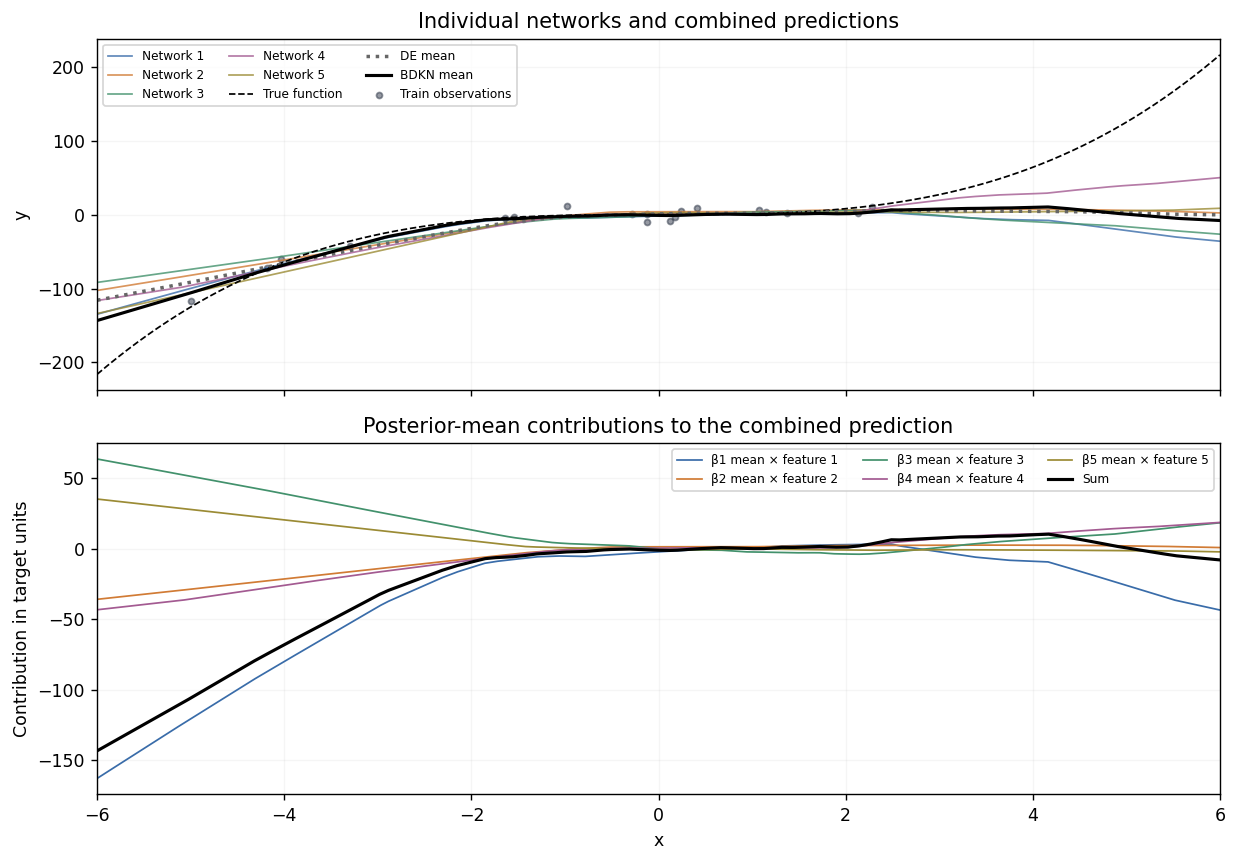 Individual networks and combined predictions
Network 1
Network 2
Network 3
Network 4
Network 5
True function
DE mean
BDKN mean
Train observations
200
100
0
−100
−200
y
Posterior-mean contributions to the combined prediction
β1 mean × feature 1
β2 mean × feature 2
β3 mean × feature 3
β4 mean × feature 4
β5 mean × feature 5
Sum
50
0
−50
−100
−150
Contribution in target units
−6 −4 −2 0 2 4 6
x